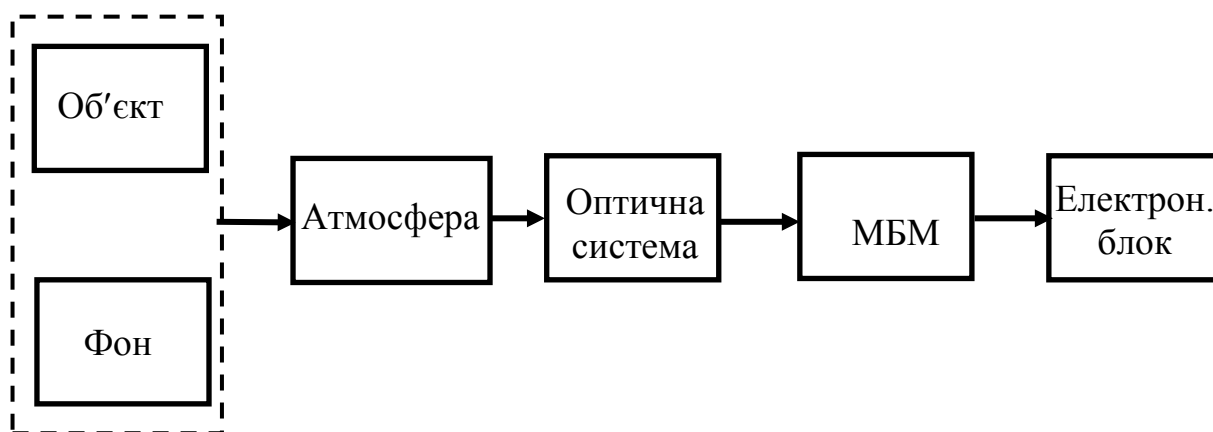 Об′єкт
Фон
Атмосфера
Оптична
система
МБМ
Електрон.
блок